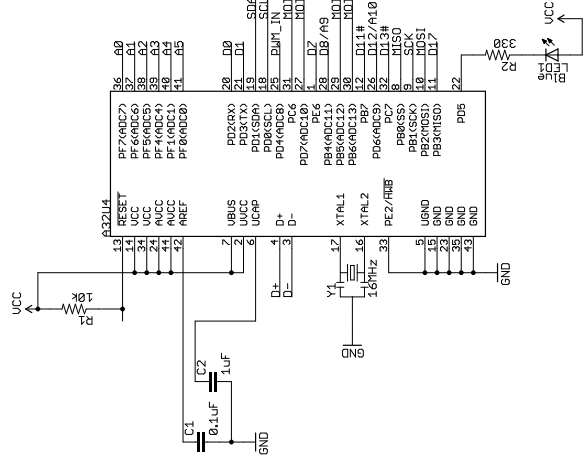 A0
A1
A2
A3
A4
A5
D0
D1
PWM_IN
D7
D8/A9
D11#
D12/A10
D13#
MISO
SCK
MOSI
D17
36
37
38
39
40
41
20
21
19
18
25
31
27
1
28
29
12
30
26
32
8
9
10
11
22
PF7(ADC7)
PF6(ADC6)
PF5(ADC5)
PF4(ADC4)
PF1(ADC1)
PF0(ADC0)
PD2(RX)
PD3(TX)
PD1(SDA)
PD0(SCL)
PD4(ADC8)
PC6
PD7(ADC10)
PE6
PB4(ADC11)
PB5(ADC12)
PB6(ADC13)
PB7
PD6(ADC9)
PC7
PB0(SS)
PB1(SCK)
PB2(MOSI)
PB3(MISO)
PD5
330
R2
Blue
LED1
VCC
A32U4
RESET
VCC
VCC
AVCC
AVCC
AREF
VBUS
UVCC
UCAP
D+
D-
XTAL1
XTAL2
PE2/HWB
UGND
GND
GND
GND
GND
13
14
34
24
44
42
7
2
6
4
3
17
16
33
5
15
23
35
43
VCC
10k
R1
D+
D-
Y1
16MHz
GND
GND
C2
1uF
C1
0.1uF
GND